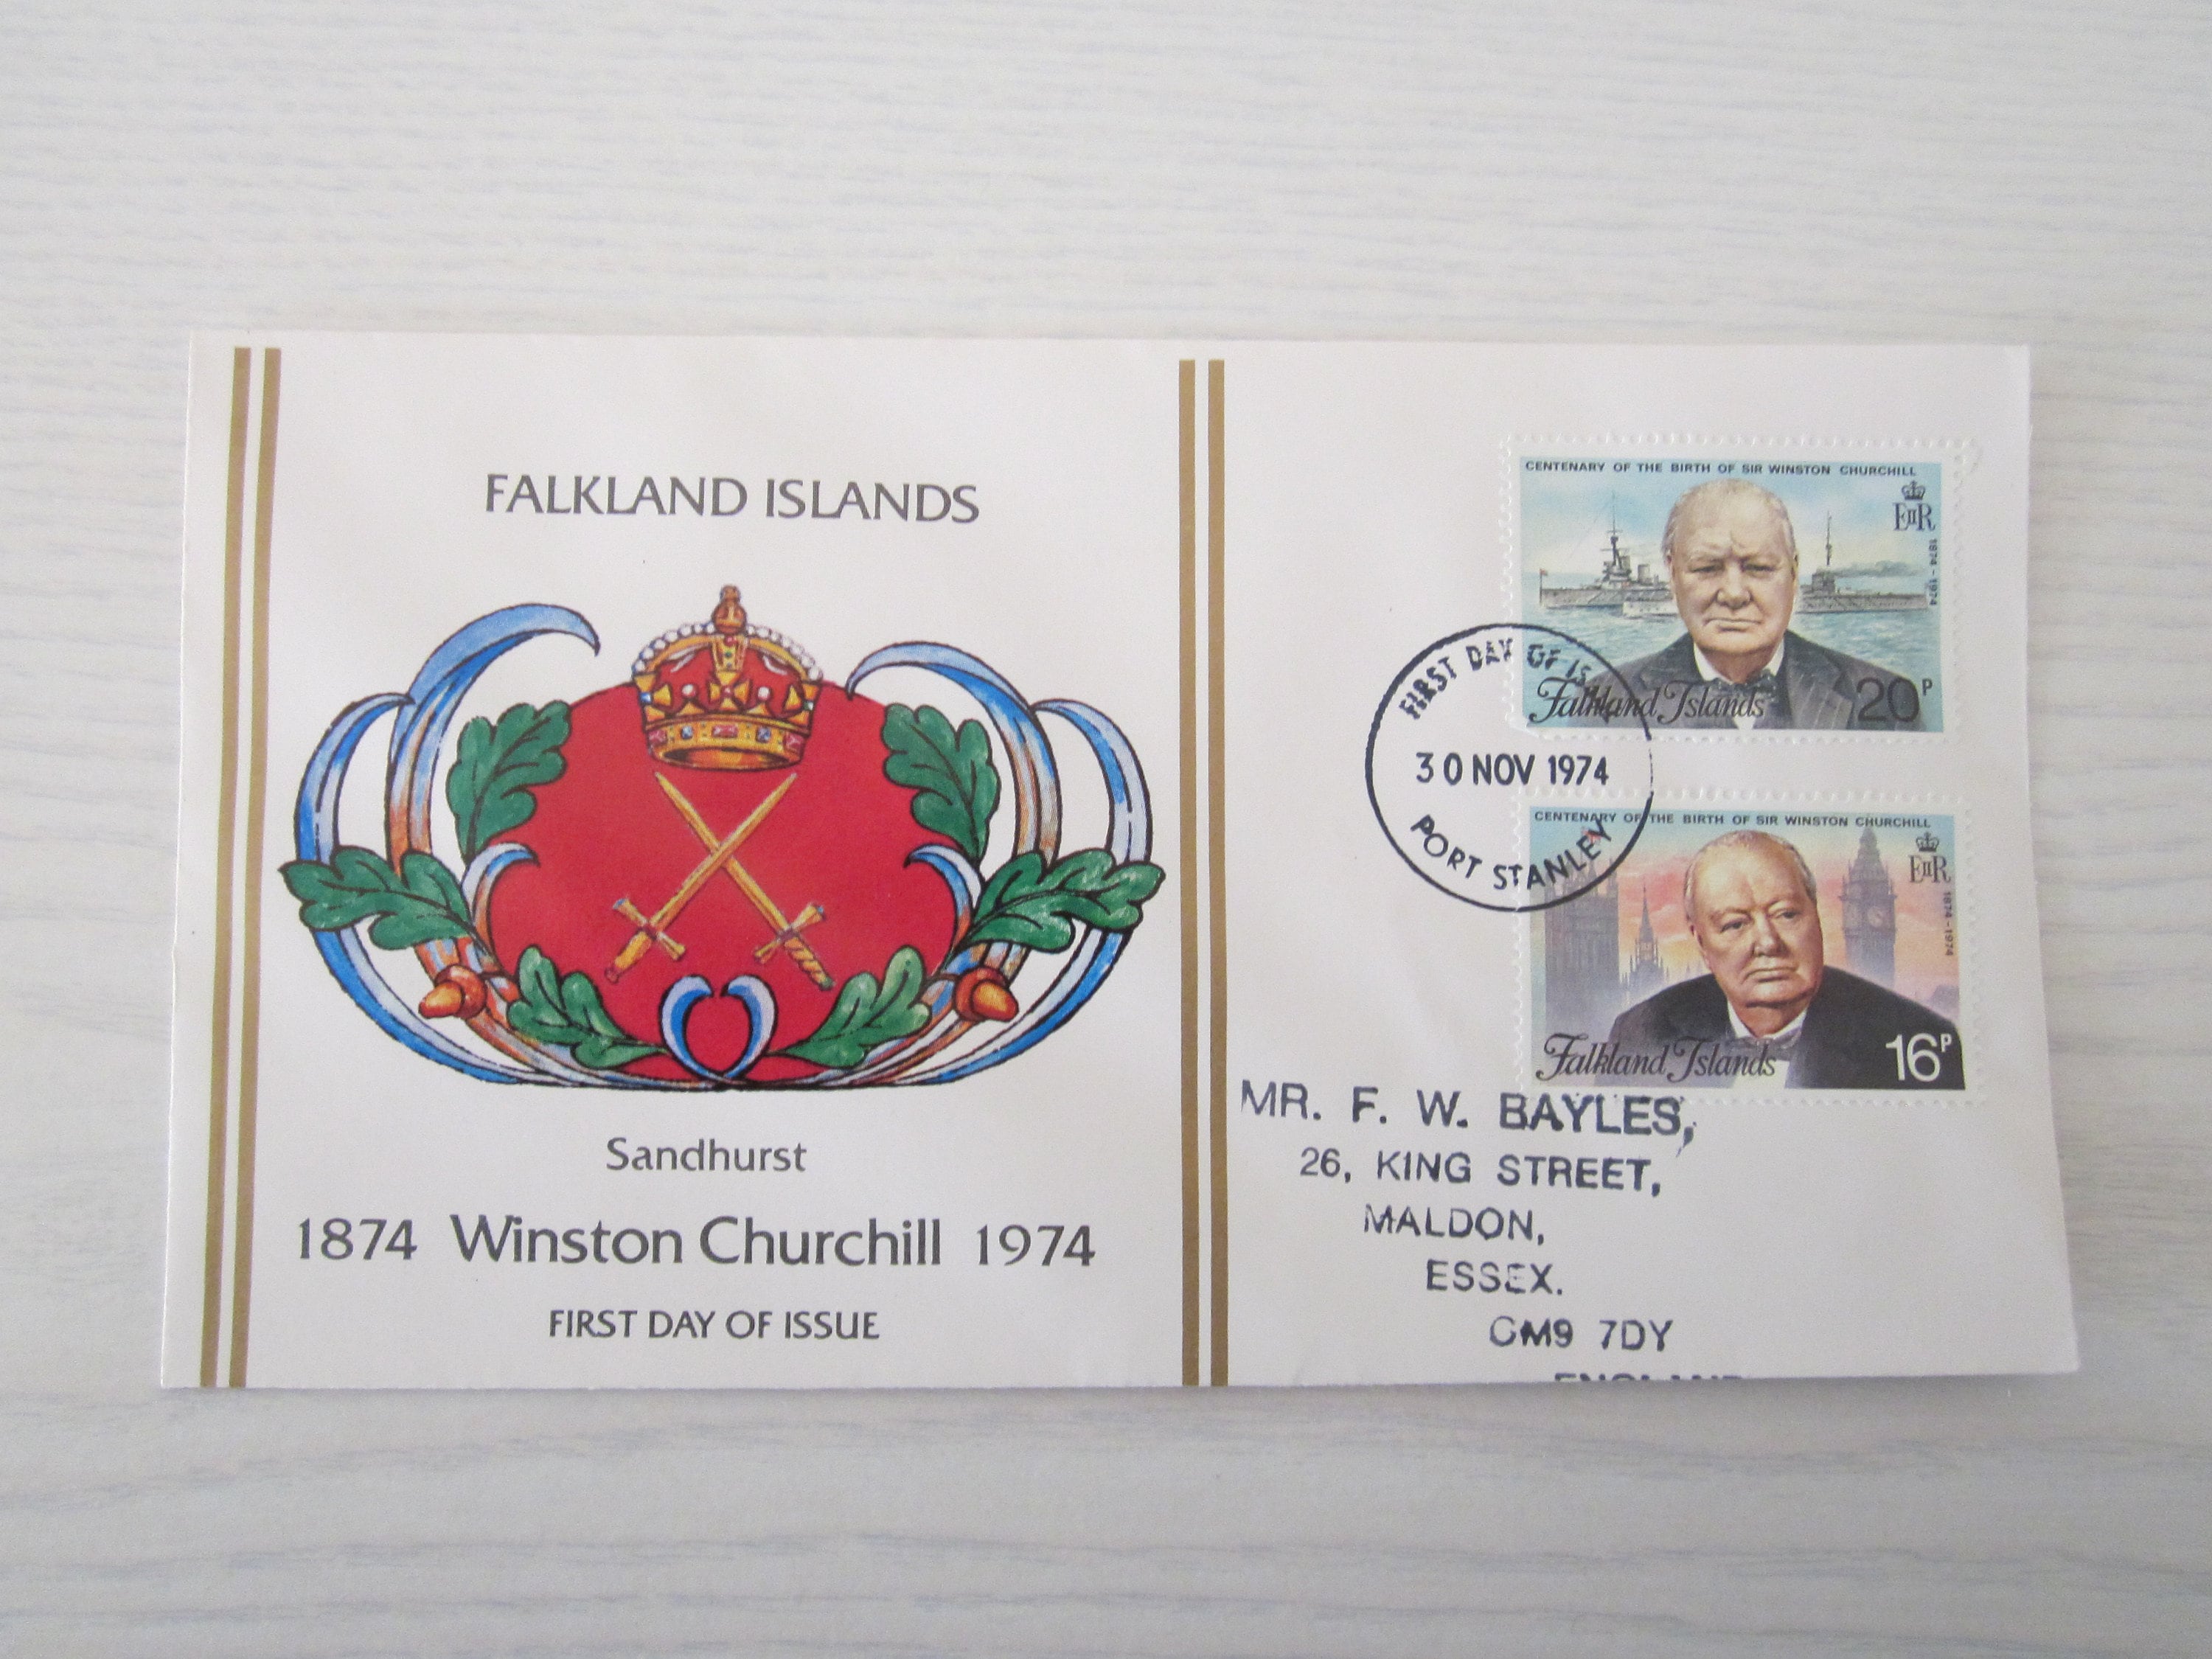 FALKLAND ISLANDS
Sandhurst
1874 Winston Churchill 1974
FIRST DAY OF ISSUE
CENTENARY OF THE BIRTH OF SIR WINSTON CHURCHILL
EIIR
1874-1974
Falkland Islands
20P
FIRST DAY OF IS
30 NOV 1974
PORT STANLEY
CENTENARY OF THE BIRTH OF SIR WINSTON CHURCHILL
EIIR
1874-1974
Falkland Islands
16P
MR. F. W. BAYLES,
26, KING STREET,
MALDON,
ESSEX.
CM9 7DY
ENGLAND